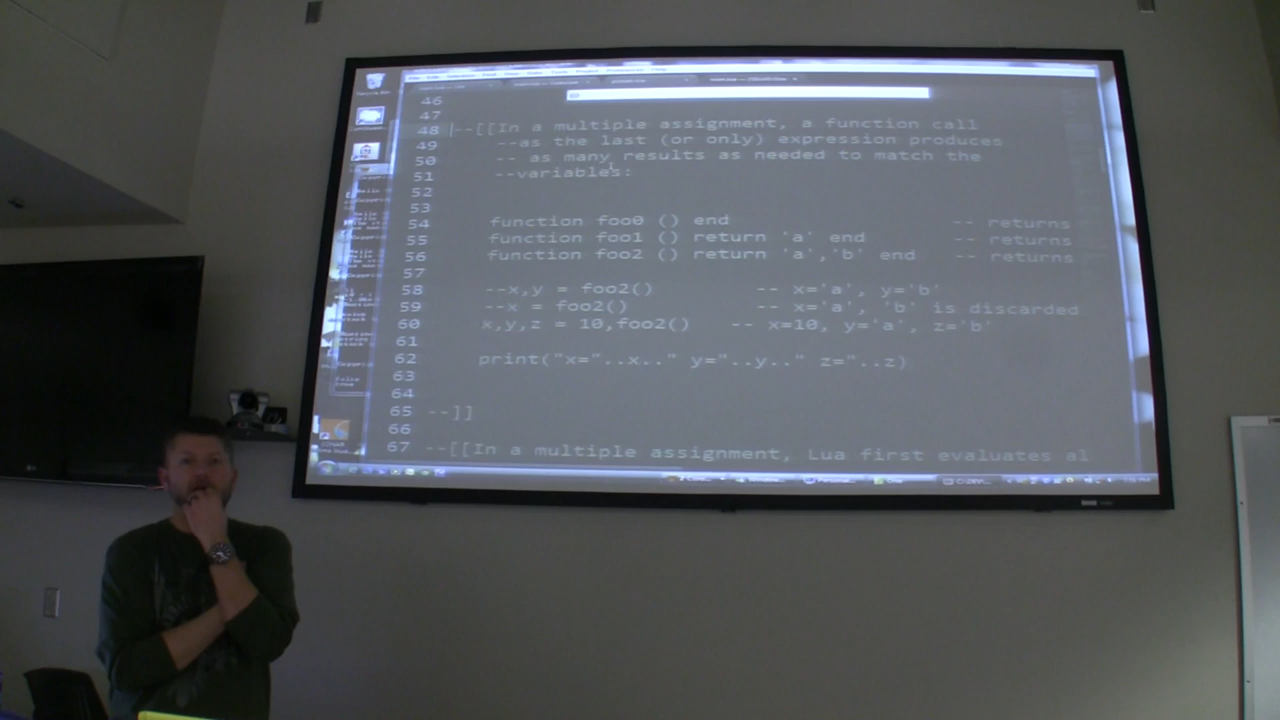 46
47
48 --[[In a multiple assignment, a function call
49 --as the last (or only) expression produces
50 -- as many results as needed to match the
51 --variables:
52
53
54 function foo0 () end -- returns
55 function foo1 () return 'a' end -- returns
56 function foo2 () return 'a','b' end -- returns
57
58 --x,y = foo2() -- x='a', y='b'
59 --x = foo2() -- x='a', 'b' is discarded
60 x,y,z = 10,foo2() -- x=10, y='a', z='b'
61
62 print("x="..x.." y="..y.." z="..z)
63
64
65 --]]
66
67 --[[In a multiple assignment, Lua first evaluates al